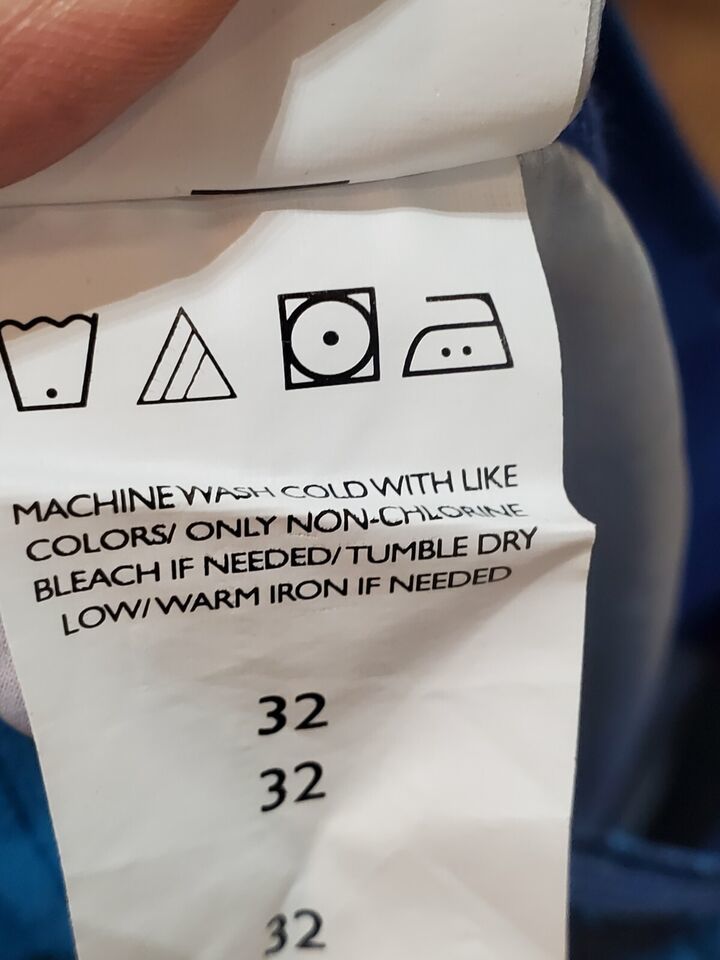 MACHINE WASH COLD WITH LIKE
COLORS/ ONLY NON-CHLORINE
BLEACH IF NEEDED/ TUMBLE DRY
LOW/ WARM IRON IF NEEDED
32
32
32